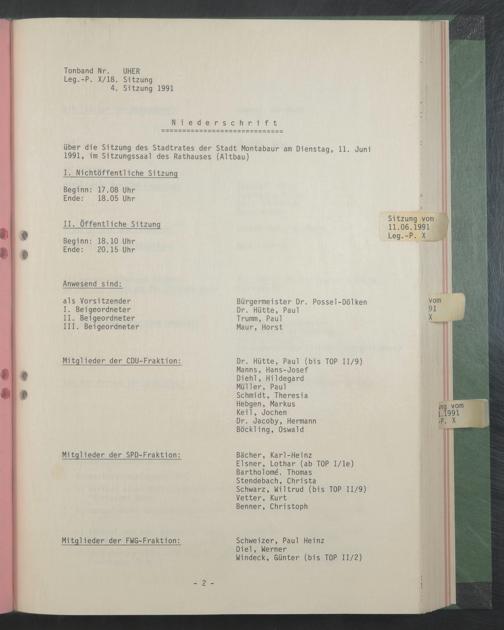 Tonband Nr. UHER
Leg.-P. X/18. Sitzung
4. Sitzung 1991
N i e d e r s c h r i f t
==============================
über die Sitzung des Stadtrates der Stadt Montabaur am Dienstag, 11. Juni
1991, im Sitzungssaal des Rathauses (Altbau)
I. Nichtöffentliche Sitzung
Beginn: 17.08 Uhr
Ende: 18.05 Uhr
II. Öffentliche Sitzung
Beginn: 18.10 Uhr
Ende: 20.15 Uhr
Anwesend sind:
als Vorsitzender Bürgermeister Dr. Possel-Dölken
I. Beigeordneter Dr. Hütte, Paul
II. Beigeordneter Trumm, Paul
III. Beigeordneter Maur, Horst
Mitglieder der CDU-Fraktion: Dr. Hütte, Paul (bis TOP II/9)
Manns, Hans-Josef
Diehl, Hildegard
Müller, Paul
Schmidt, Theresia
Hebgen, Markus
Keil, Jochen
Dr. Jacoby, Hermann
Böckling, Oswald
Mitglieder der SPD-Fraktion: Bächer, Karl-Heinz
Elsner, Lothar (ab TOP I/1e)
Bartholomé, Thomas
Stendebach, Christa
Schwarz, Wiltrud (bis TOP II/9)
Vetter, Kurt
Benner, Christoph
Mitglieder der FWG-Fraktion: Schweizer, Paul Heinz
Diel, Werner
Windeck, Günter (bis TOP II/2)
- 2 -
Sitzung vom
11.06.1991
Leg.-P. X
vom
91
X
vom
.1991
-P. X